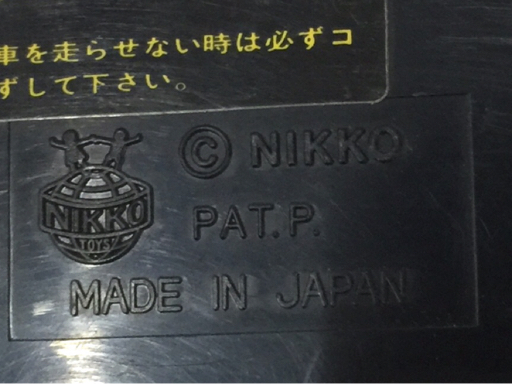 車を走らせない時は必ずコ
ずして下さい。
© NIKKO
NIKKO
TOYS
PAT.P.
MADE IN JAPAN